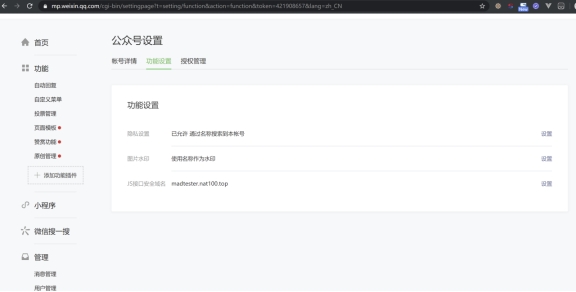 mp.weixin.qq.com/cgi-bin/settingpage?t=setting/function&action=function&token=421908657&lang=zh_CN
首页
功能
自动回复
自定义菜单
投票管理
页面模板
赞赏功能
原创管理
添加功能插件
小程序
微信搜一搜
管理
消息管理
用户管理
公众号设置
帐号详情 功能设置 授权管理
功能设置
隐私设置 已允许 通过名称搜索到本帐号 设置
图片水印 使用名称作为水印 设置
JS接口安全域名 madtester.nat100.top 设置